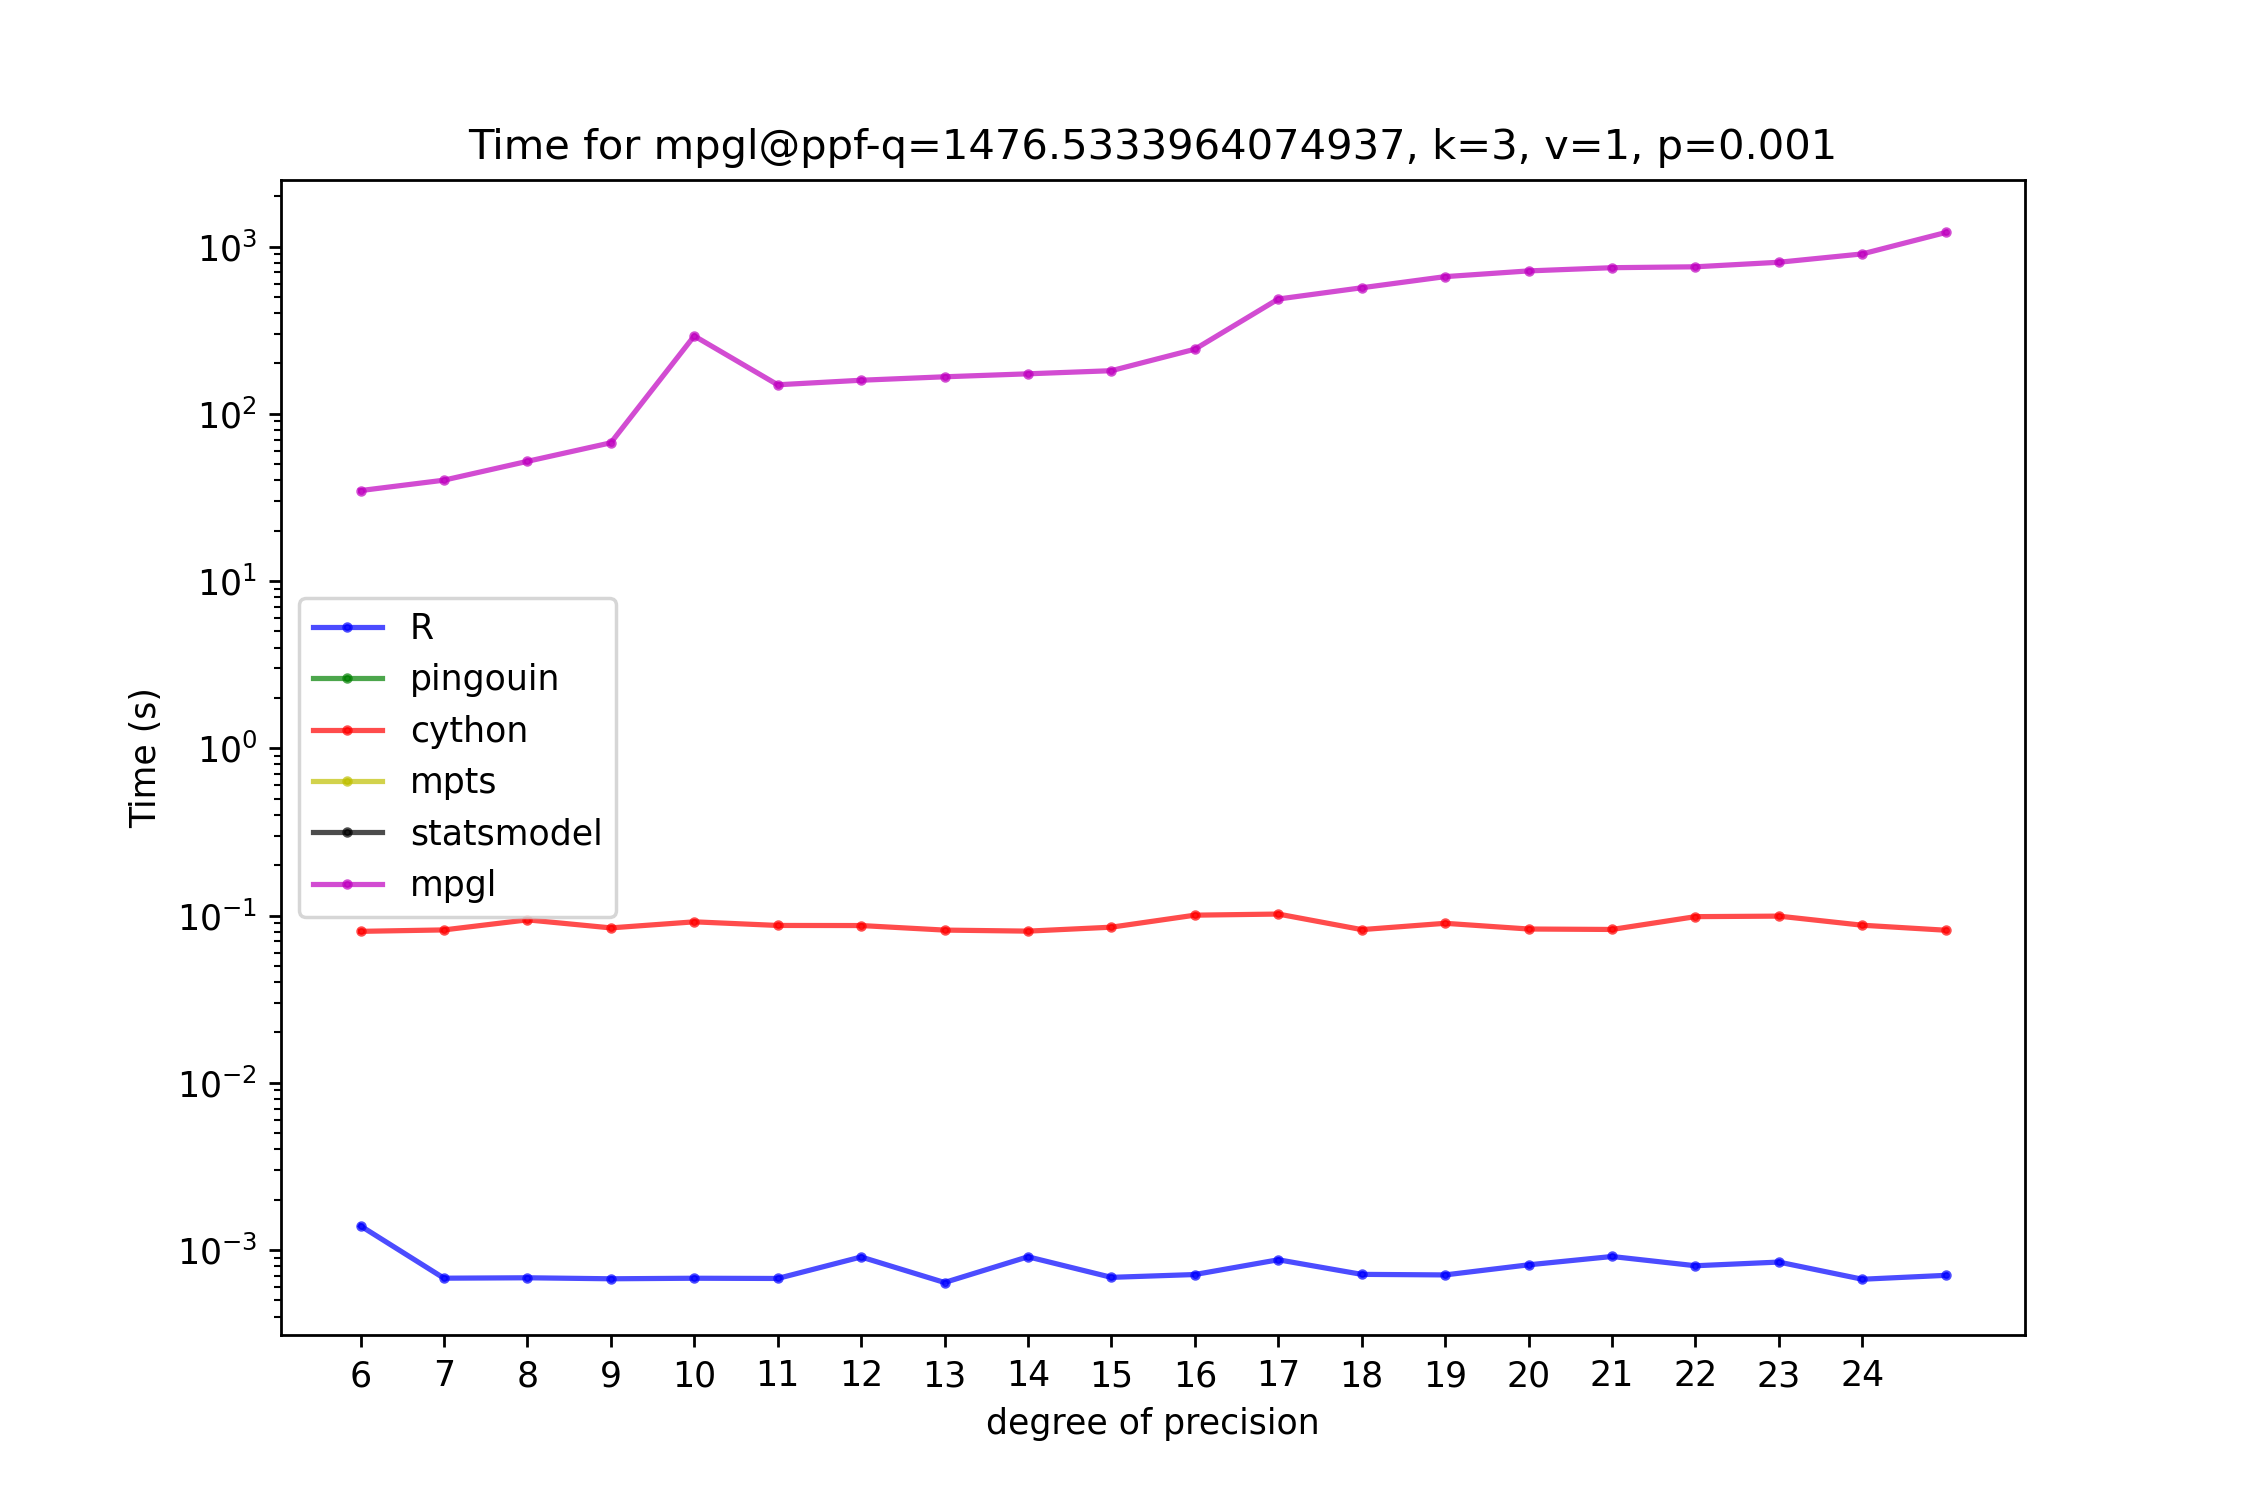 Time for mpgl@ppf-q=1476.5333964074937, k=3, v=1, p=0.001
10³
10²
10¹
10⁰
10⁻¹
10⁻²
10⁻³
Time (s)
R
pingouin
cython
mpts
statsmodel
mpgl
6 7 8 9 10 11 12 13 14 15 16 17 18 19 20 21 22 23 24
degree of precision